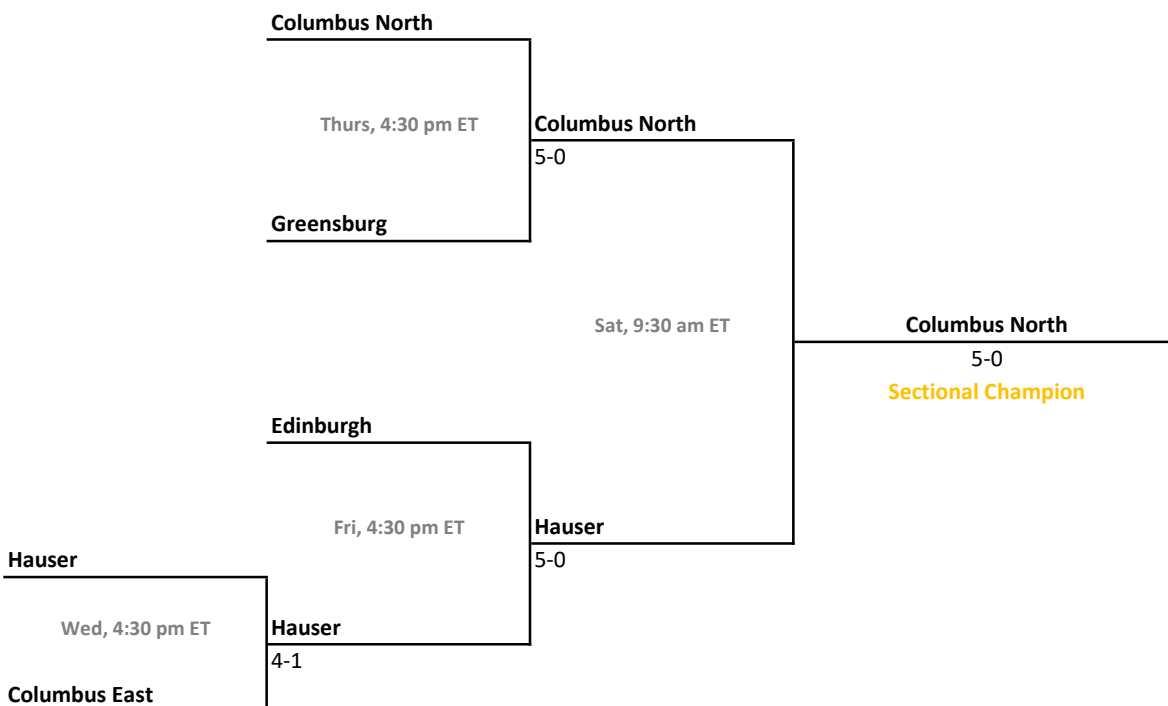 Columbus North
Thurs, 4:30 pm ET
Columbus North
5-0
Greensburg
Sat, 9:30 am ET
Columbus North
5-0
Sectional Champion
Edinburgh
Fri, 4:30 pm ET
Hauser
5-0
Hauser
Wed, 4:30 pm ET
Hauser
4-1
Columbus East